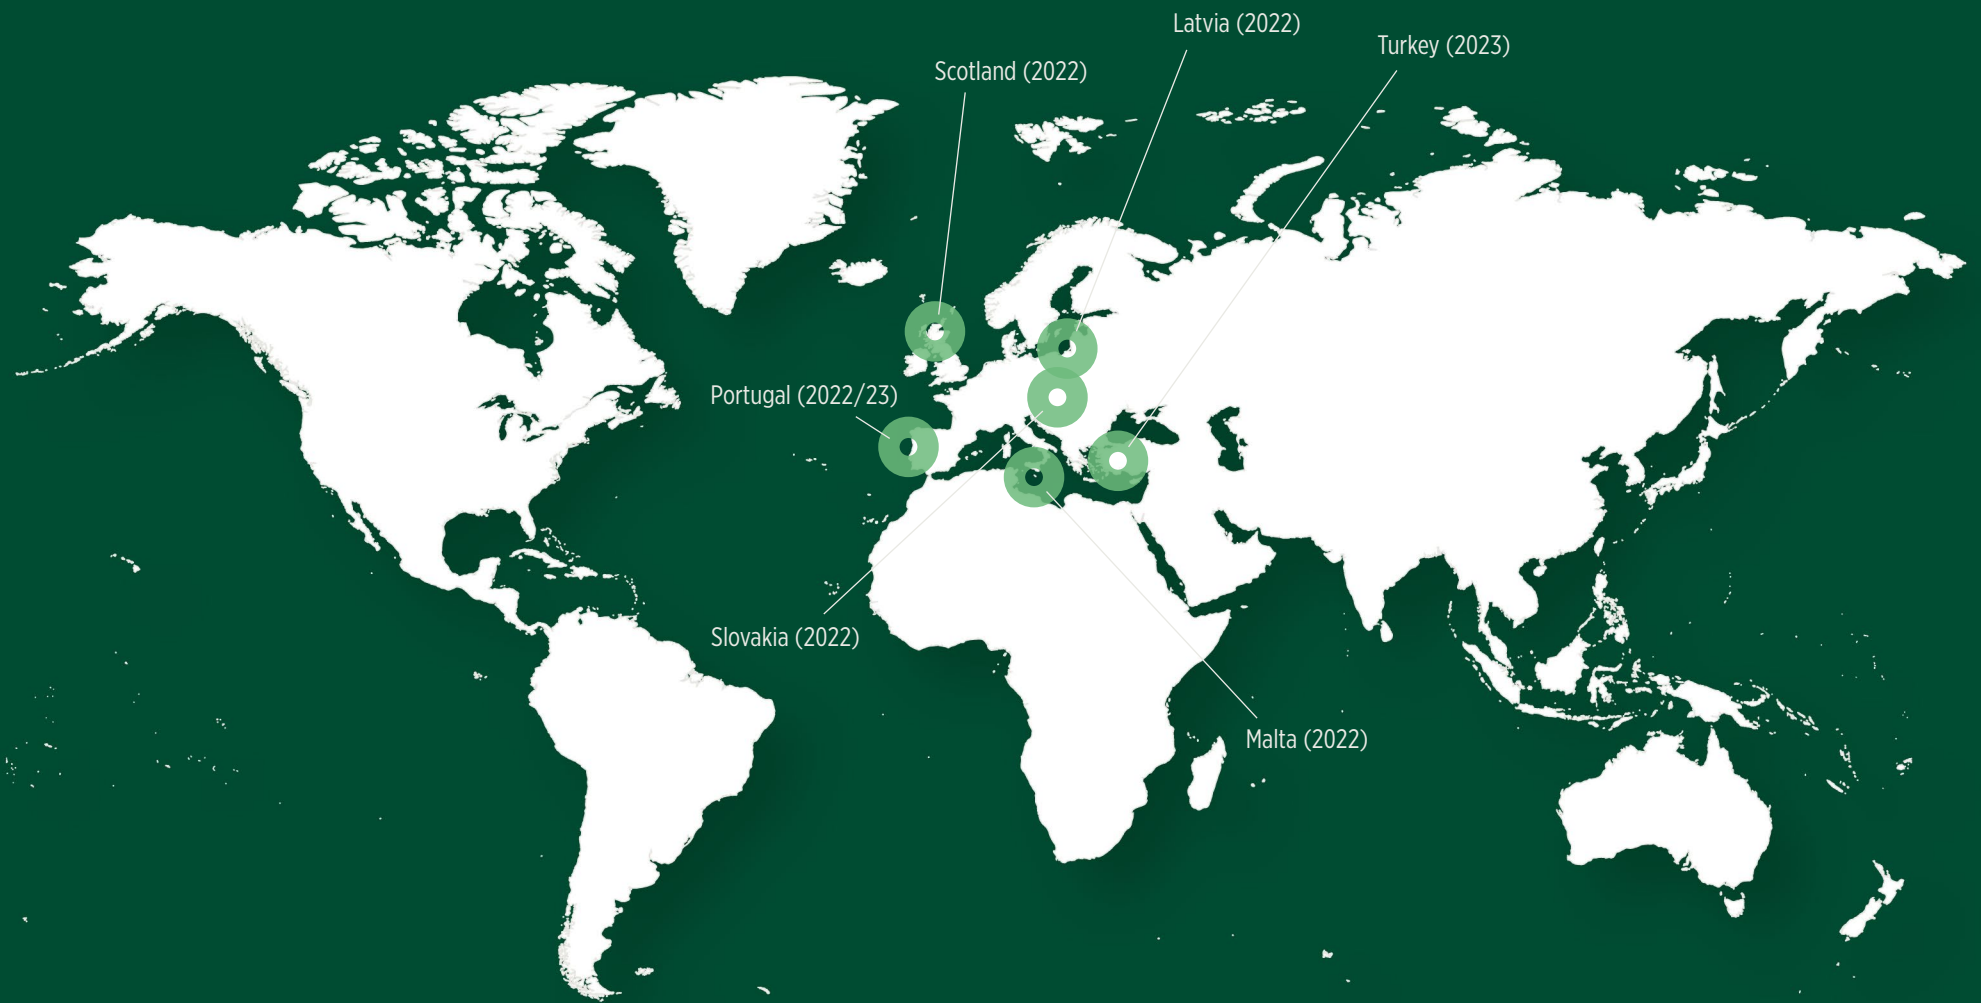 Latvia (2022)
Turkey (2023)
Scotland (2022)
Portugal (2022/23)
Slovakia (2022)
Malta (2022)